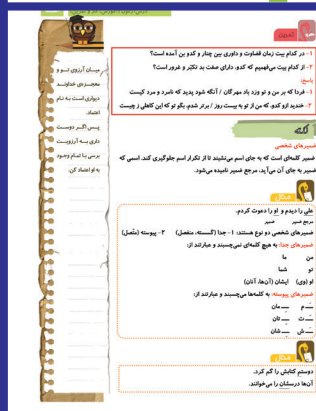 تمرین
۱- در کدام بیت زمان قضاوت و داوری بین چنار و کدو بن آمده است؟
۲- از کدام بیت می‌فهمیم که کدو، دارای صفت بد تکبّر و غرور است؟
پاسخ:
۱- فردا که بر من و تو وزد باد مهرگان / آنگه شود پدید که نامرد و مرد کیست
۲- خندید ازو کدو، که من از تو به بیست روز / برتر شدم، بگو تو که این کاهلی ز چیست
نکته
ضمیرهای شخصی
ضمیر کلمه‌ای است که به جای اسم می‌نشیند تا از تکرار اسم جلوگیری کند. اسمی که
ضمیر به جای آن می‌آید، مرجع ضمیر نامیده می‌شود.
مثال
علی را دیدم و او را دعوت کردم.
مرجع ضمیر ضمیر
ضمیرهای شخصی دو نوع هستند: ۱- جدا (گسسته، منفصل) ۲- پیوسته (متّصل)
ضمیرهای جدا: به هیچ کلمه‌ای نمی‌چسبند و عبارتند از:
من ما
تو شما
او (وی) ایشان (آن‌ها، آنان)
ضمیرهای پیوسته: به کلمه‌ها می‌چسبند و عبارتند از:
ـَ م ـِ مان
ـَ ت ـِ تان
ـَ ش ـِ شان
مثال
دوستم کتابش را گم کرد.
آن‌ها درسشان را می‌خوانند.
میان آرزوی تو و
معجزه‌ی خداوند
دیواری است به نام
اعتماد.
پس اگر دوست
داری به آرزویت
برسی با تمام وجود
به او اعتماد کن.